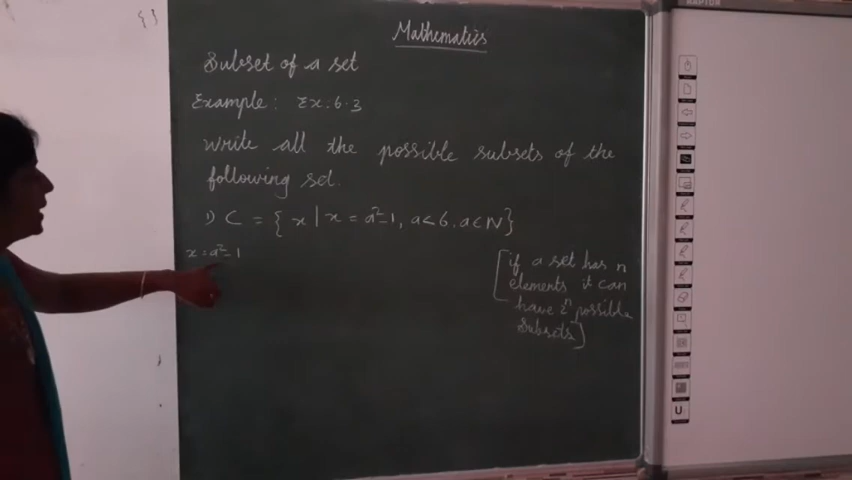 {}
Mathematics
Subset of a set
Example: Ex. 6.3
Write all the possible subsets of the
following set.
1) C = { x | x = a²-1, a<6, a∈N}
x = a²-1
[if a set has n
elements it can
have 2ⁿ possible
Subsets]
RAPTOR
U